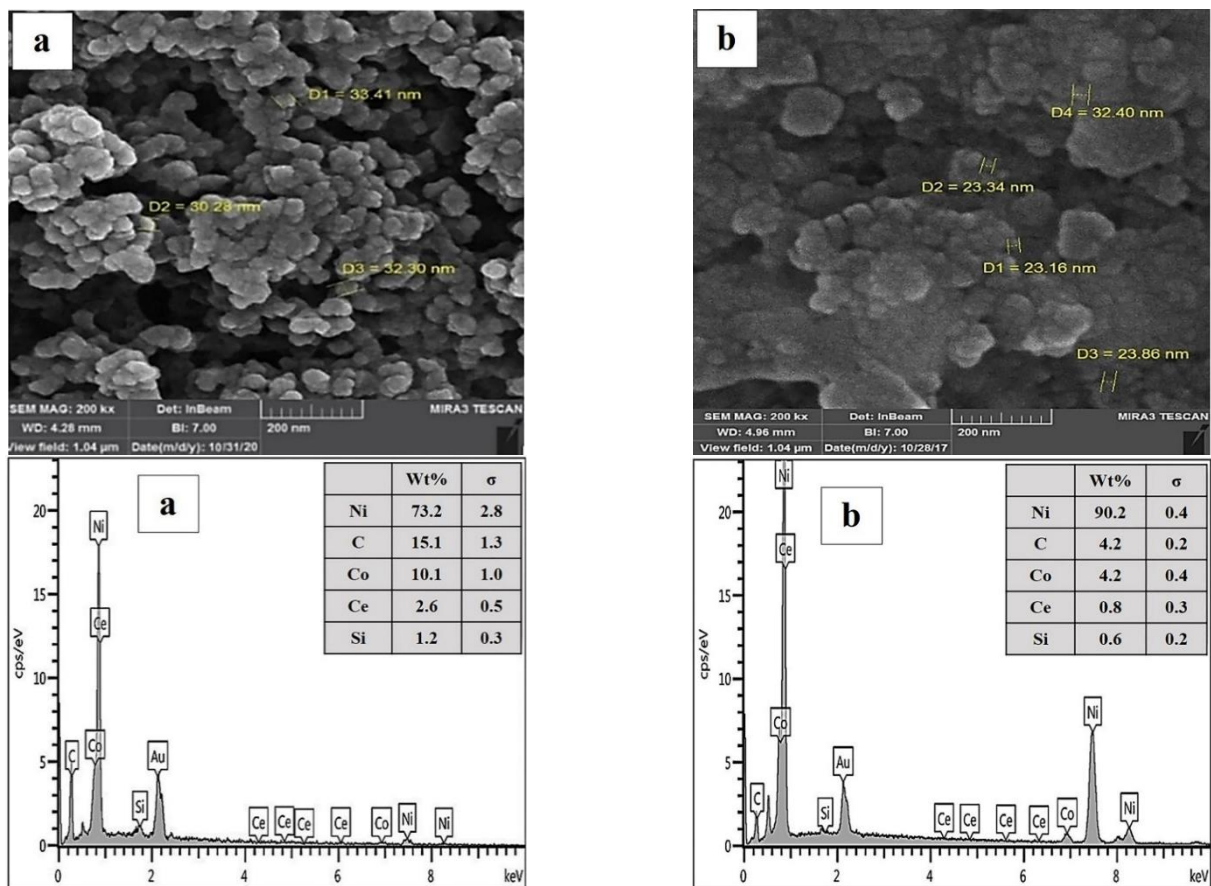 a
D1 = 33.41 nm
D2 = 30.28 nm
D3 = 32.30 nm
SEM MAG: 200 kx Det: InBeam MIRA3 TESCAN
WD: 4.28 mm BI: 7.00 200 nm
View field: 1.04 µm Date(m/d/y): 10/31/20
b
D4 = 32.40 nm
D2 = 23.34 nm
D1 = 23.16 nm
D3 = 23.86 nm
SEM MAG: 200 kx Det: InBeam MIRA3 TESCAN
WD: 4.96 mm BI: 7.00 200 nm
View field: 1.04 µm Date(m/d/y): 10/28/17
a
Wt% σ
Ni 73.2 2.8
C 15.1 1.3
Co 10.1 1.0
Ce 2.6 0.5
Si 1.2 0.3
cps/eV
20
15
10
5
0
Ni
Ce
Co
C
Si
Au
Ce
Ce
Ce
Ce
Co
Ni
Ni
2 4 6 8 keV
b
Wt% σ
Ni 90.2 0.4
C 4.2 0.2
Co 4.2 0.4
Ce 0.8 0.3
Si 0.6 0.2
cps/eV
20
15
10
5
0
Ni
Ce
Co
C
Si
Au
Ce
Ce
Ce
Ce
Co
Ni
Ni
0 2 4 6 8 keV